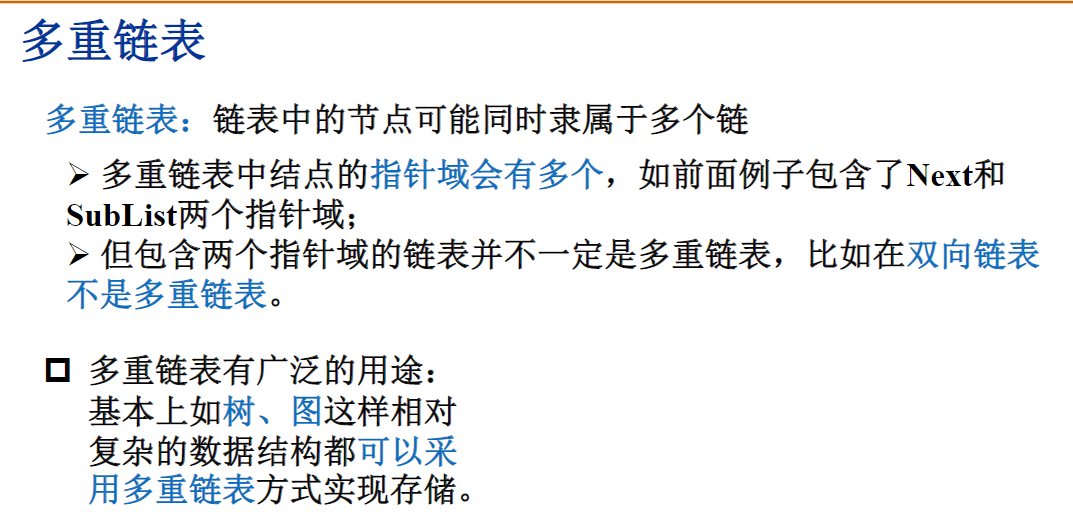 多重链表
多重链表：链表中的节点可能同时隶属于多个链
➢ 多重链表中结点的指针域会有多个，如前面例子包含了Next和
SubList两个指针域；
➢ 但包含两个指针域的链表并不一定是多重链表，比如在双向链表
不是多重链表。
多重链表有广泛的用途：
基本上如树、图这样相对
复杂的数据结构都可以采
用多重链表方式实现存储。